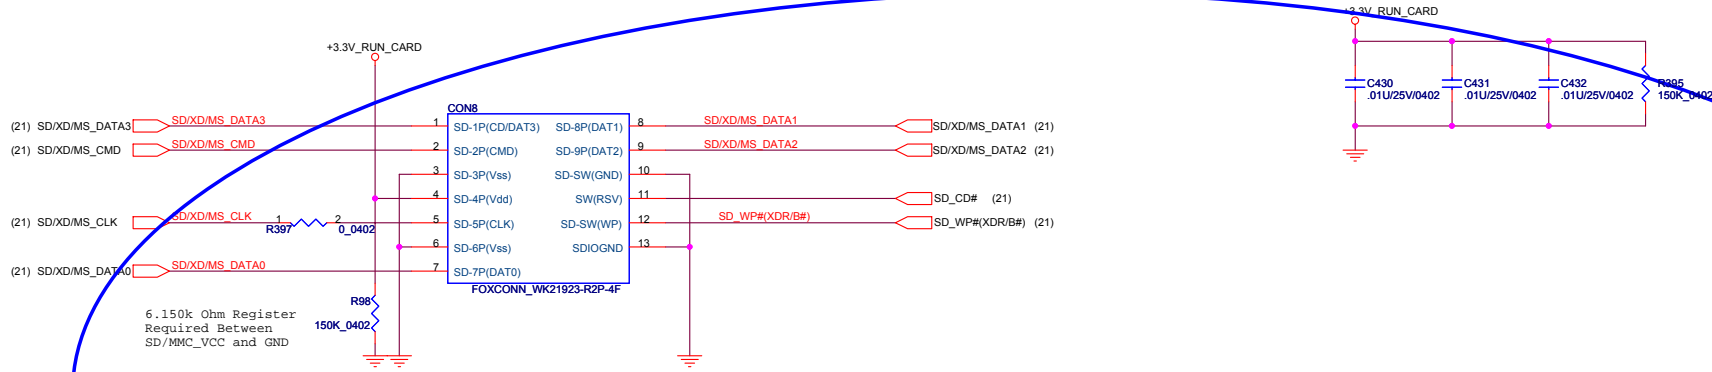 +3.3V_RUN_CARD
CON8
(21) SD/XD/MS_DATA3 SD/XD/MS_DATA3 1 SD-1P(CD/DAT3) SD-8P(DAT1) 8 SD/XD/MS_DATA1 SD/XD/MS_DATA1 (21)
(21) SD/XD/MS_CMD SD/XD/MS_CMD 2 SD-2P(CMD) SD-9P(DAT2) 9 SD/XD/MS_DATA2 SD/XD/MS_DATA2 (21)
3 SD-3P(Vss) SD-SW(GND) 10
4 SD-4P(Vdd) SW(RSV) 11 SD_CD# (21)
(21) SD/XD/MS_CLK SD/XD/MS_CLK 1 2 5 SD-5P(CLK) SD-SW(WP) 12 SD_WP#(XDR/B#) SD_WP#(XDR/B#) (21)
R397 0_0402
6 SD-6P(Vss) SDIOGND 13
(21) SD/XD/MS_DATA0 SD/XD/MS_DATA0 7 SD-7P(DAT0)
FOXCONN_WK21923-R2P-4F
R98
150K_0402
6.150k Ohm Register
Required Between
SD/MMC_VCC and GND
+3.3V_RUN_CARD
C430 C431 C432 R395
.01U/25V/0402 .01U/25V/0402 .01U/25V/0402 150K_0402